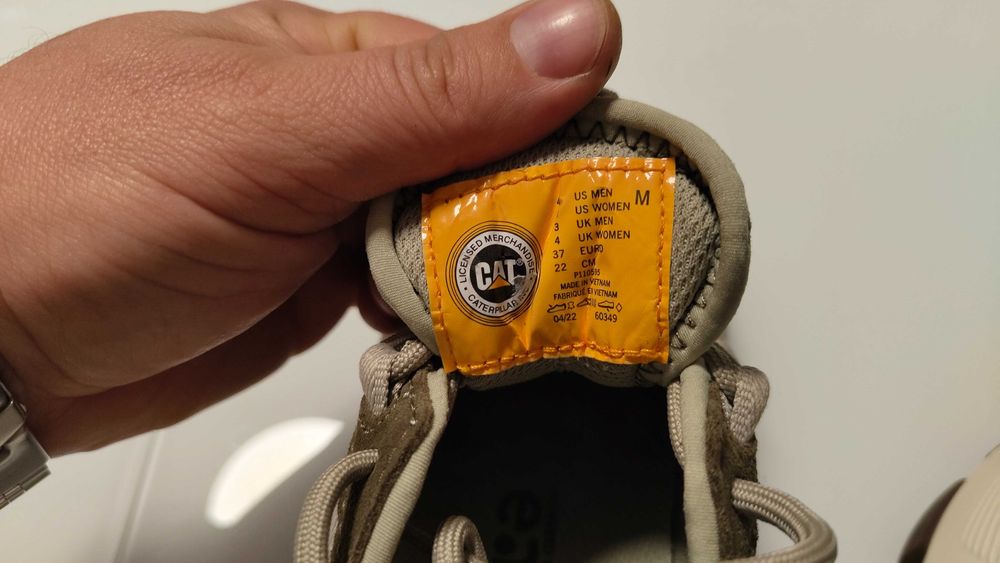 US MEN M
US WOMEN
3 UK MEN
4 UK WOMEN
37 EURO
22 CM
MADE IN VIETNAM
FABRIQUÉ EN VIETNAM
04/22 60349
LICENSED MERCHANDISE
CAT
CATERPILLAR